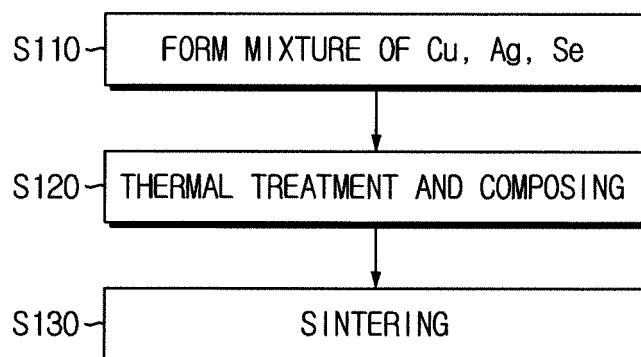 S110 FORM MIXTURE OF Cu, Ag, Se
S120 THERMAL TREATMENT AND COMPOSING
S130 SINTERING